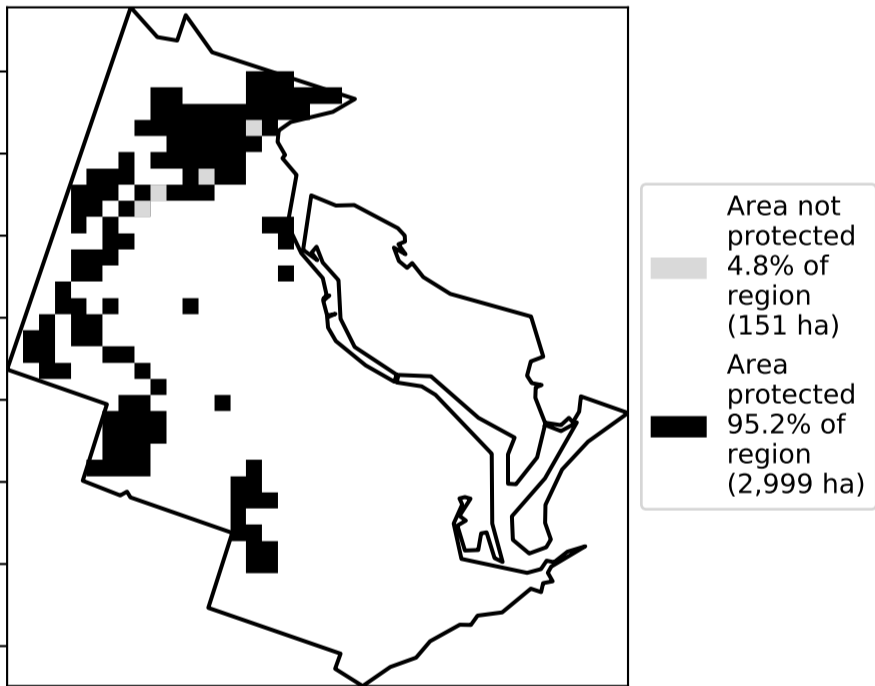 Area not
protected
4.8% of
region
(151 ha)
Area
protected
95.2% of
region
(2,999 ha)